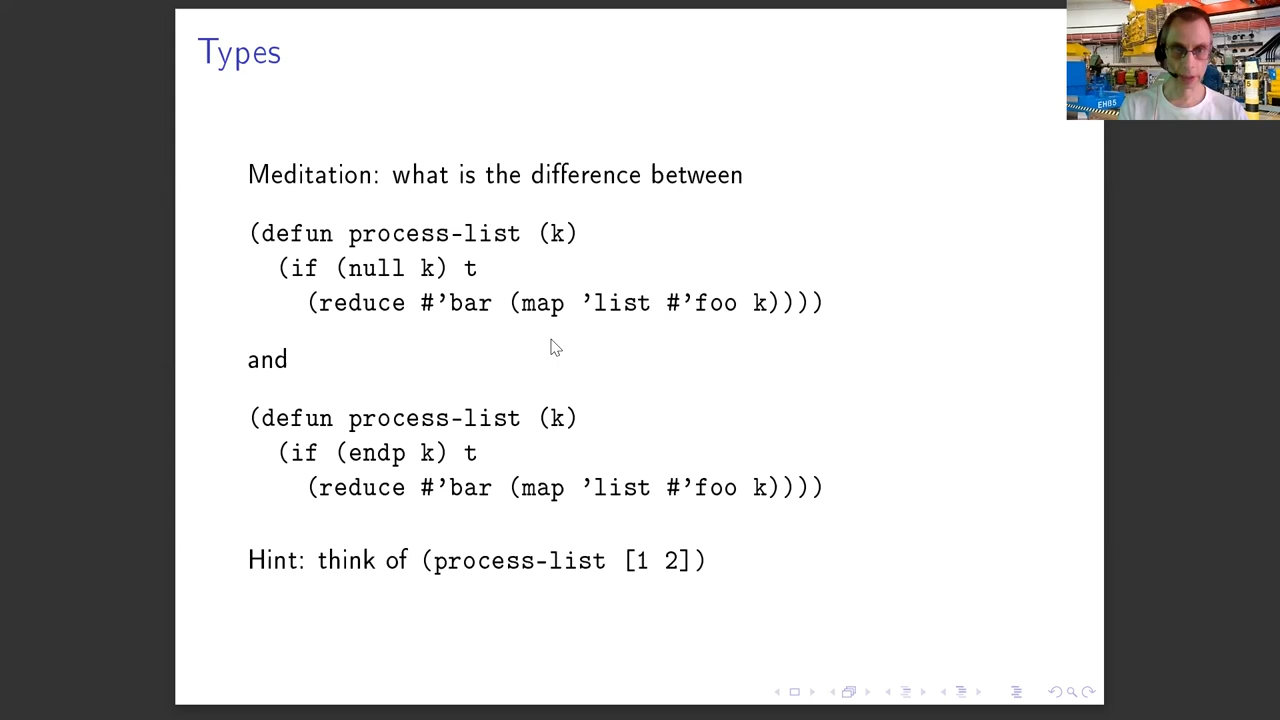 Types
Meditation: what is the difference between
(defun process-list (k)
(if (null k) t
(reduce #'bar (map 'list #'foo k))))
and
(defun process-list (k)
(if (endp k) t
(reduce #'bar (map 'list #'foo k))))
Hint: think of (process-list [1 2])
EHB5